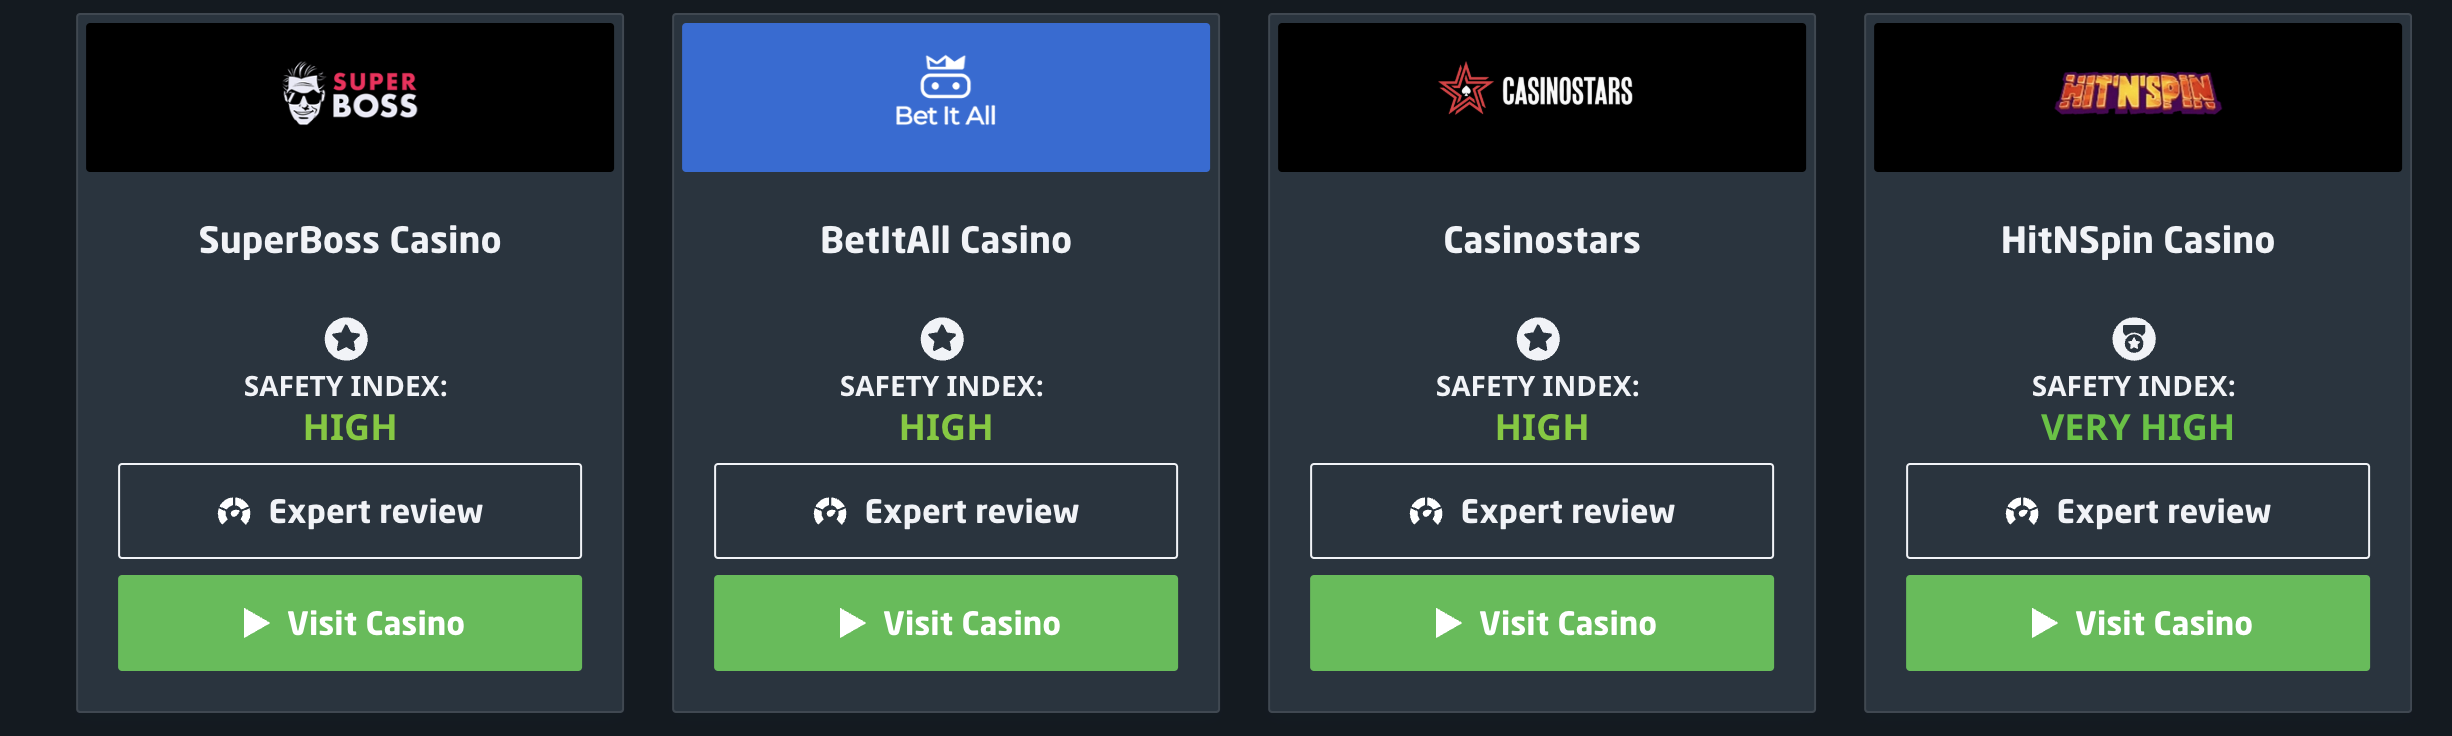 SUPER
BOSS
SuperBoss Casino
SAFETY INDEX:
HIGH
Expert review
Visit Casino
Bet It All
BetItAll Casino
SAFETY INDEX:
HIGH
Expert review
Visit Casino
CASINOSTARS
Casinostars
SAFETY INDEX:
HIGH
Expert review
Visit Casino
HIT'N'SPIN
HitNSpin Casino
SAFETY INDEX:
VERY HIGH
Expert review
Visit Casino